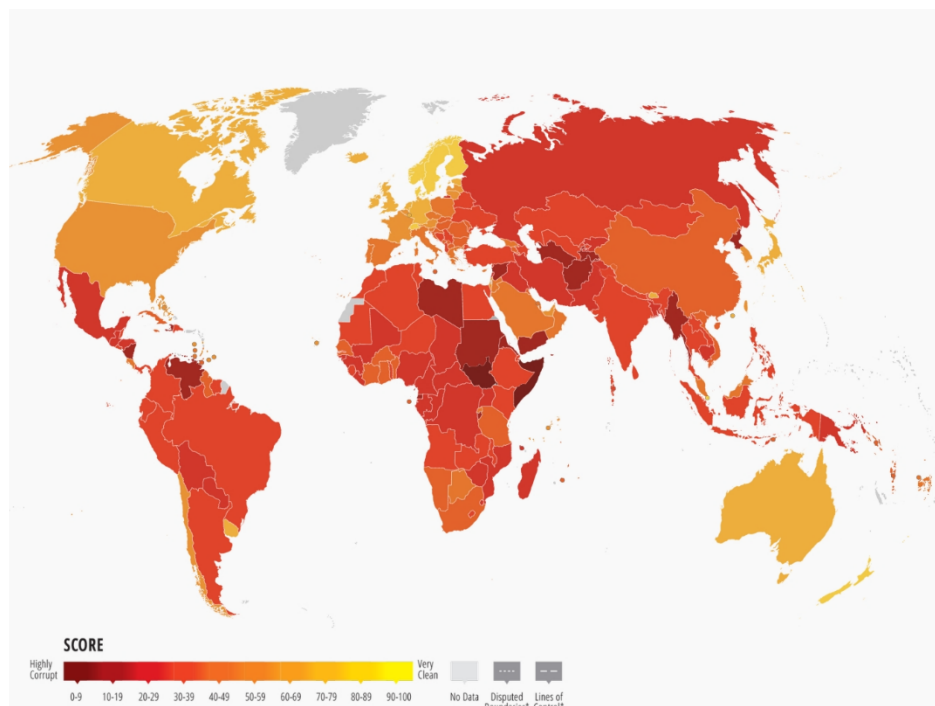 SCORE
Highly
Corrupt
Very
Clean
0-9 10-19 20-29 30-39 40-49 50-59 60-69 70-79 80-89 90-100
No Data
Disputed
Lines of